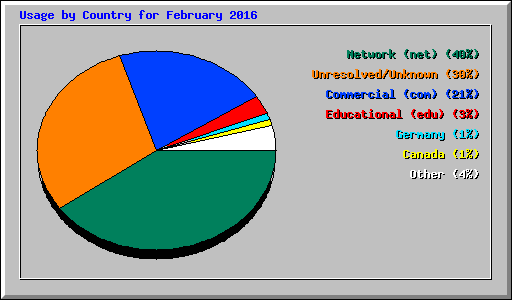 Usage by Country for February 2016
Network (net) (40%)
Unresolved/Unknown (30%)
Commercial (com) (21%)
Educational (edu) (3%)
Germany (1%)
Canada (1%)
Other (4%)